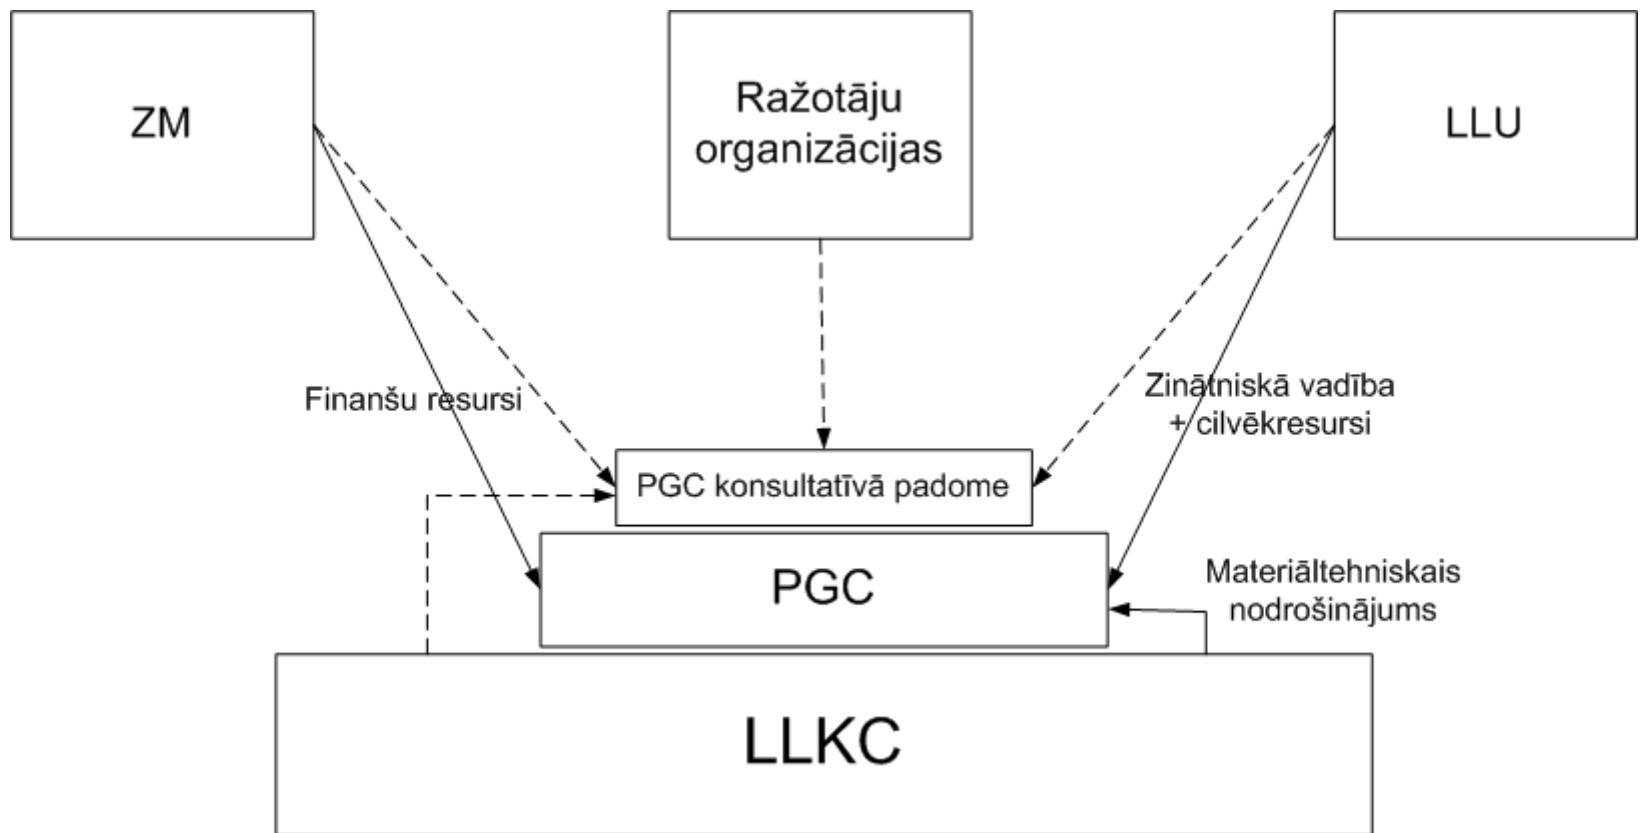 ZM
Ražotāju
organizācijas
LLU
Finanšu resursi
Zinātniskā vadība
+ cilvēkresursi
PGC konsultatīvā padome
PGC
Materiāltehniskais
nodrošinājums
LLKC